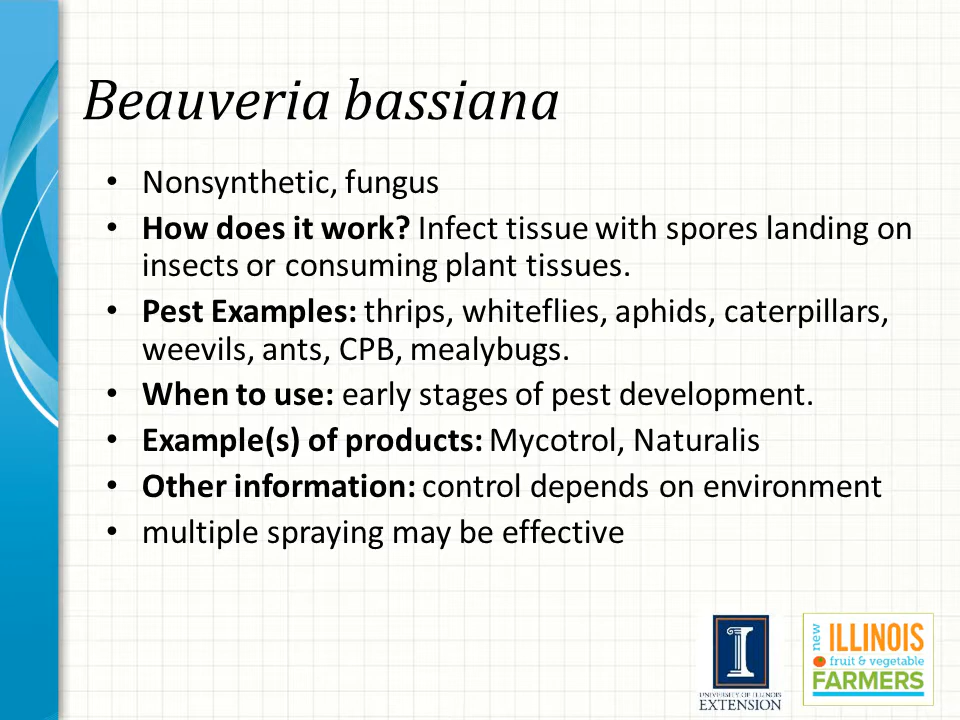 Beauveria bassiana
• Nonsynthetic, fungus
• How does it work? Infect tissue with spores landing on
insects or consuming plant tissues.
• Pest Examples: thrips, whiteflies, aphids, caterpillars,
weevils, ants, CPB, mealybugs.
• When to use: early stages of pest development.
• Example(s) of products: Mycotrol, Naturalis
• Other information: control depends on environment
• multiple spraying may be effective
I
UNIVERSITY OF ILLINOIS
EXTENSION
new
ILLINOIS
fruit & vegetable
FARMERS